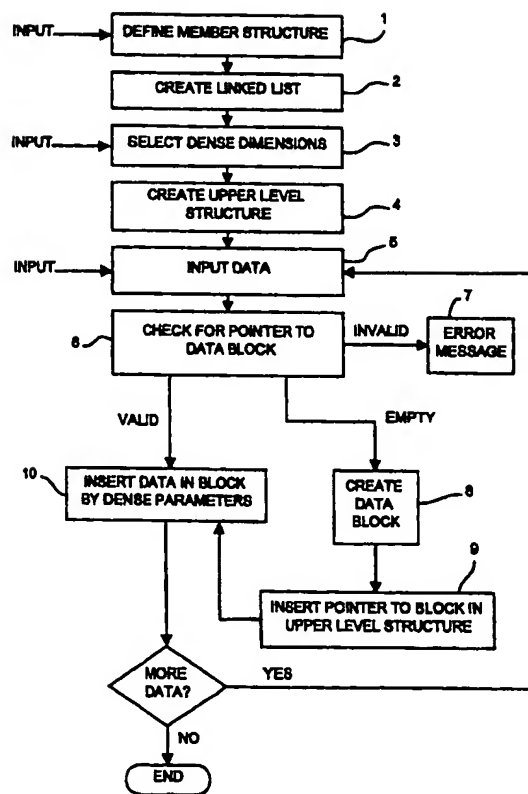 INPUT
DEFINE MEMBER STRUCTURE
1
CREATE LINKED LIST
2
INPUT
SELECT DENSE DIMENSIONS
3
CREATE UPPER LEVEL
STRUCTURE
4
INPUT
INPUT DATA
5
6
CHECK FOR POINTER TO
DATA BLOCK
INVALID
7
ERROR
MESSAGE
VALID
EMPTY
10
INSERT DATA IN BLOCK
BY DENSE PARAMETERS
CREATE
DATA
BLOCK
8
9
INSERT POINTER TO BLOCK IN
UPPER LEVEL STRUCTURE
MORE
DATA?
YES
NO
END